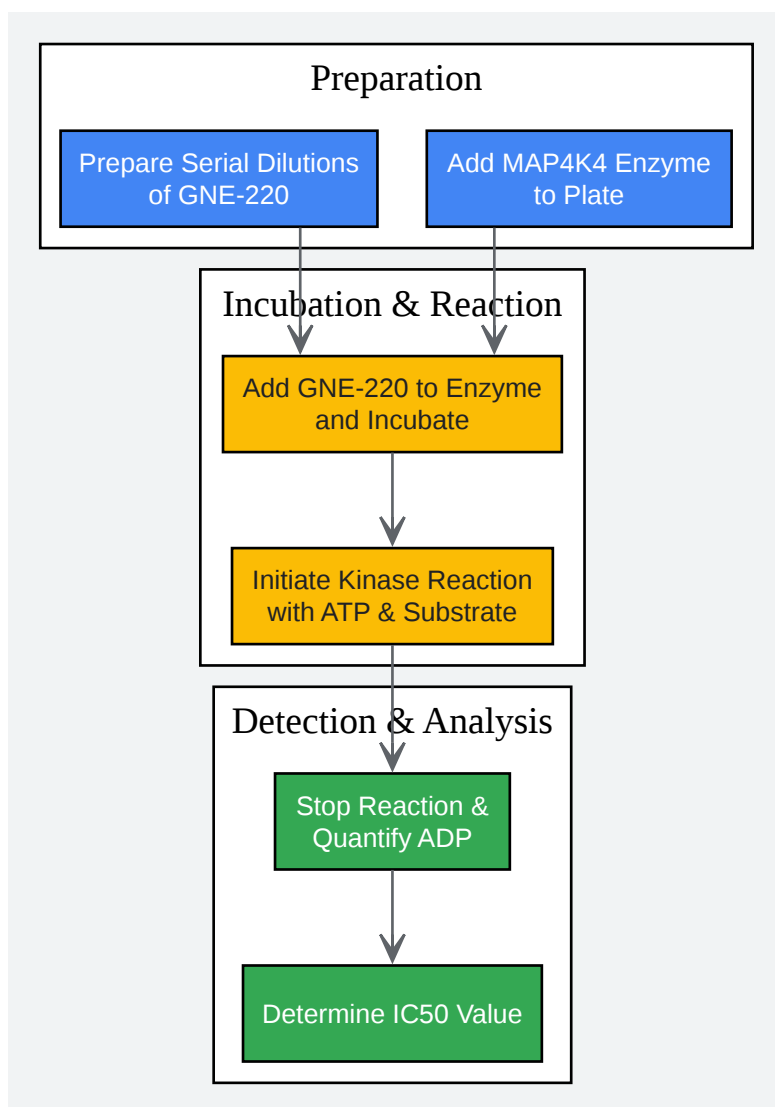 Preparation
Prepare Serial Dilutions
of GNE-220
Add MAP4K4 Enzyme
to Plate
Incubation & Reaction
Add GNE-220 to Enzyme
and Incubate
Initiate Kinase Reaction
with ATP & Substrate
Detection & Analysis
Stop Reaction &
Quantify ADP
Determine IC50 Value